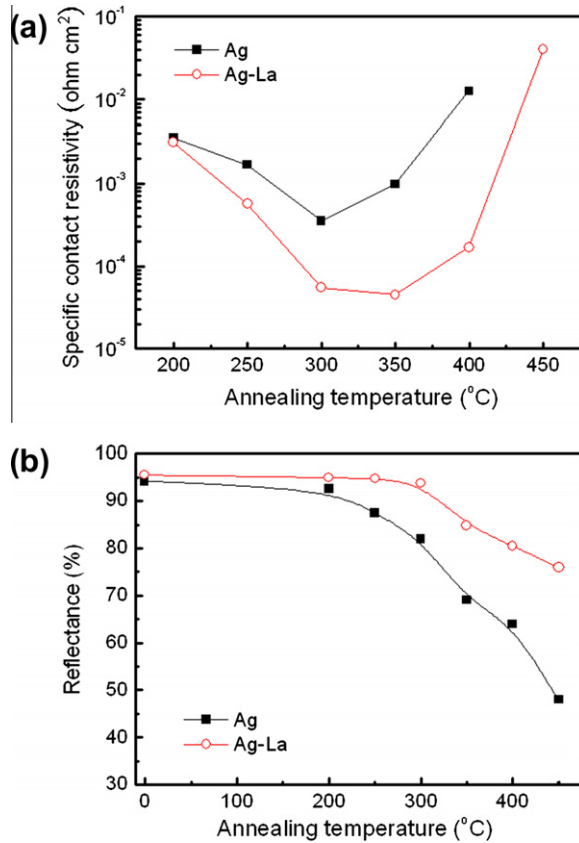 (a)
Specific contact resistivity (ohm cm²)
10⁻¹
10⁻²
10⁻³
10⁻⁴
10⁻⁵
Ag
Ag-La
200 250 300 350 400 450
Annealing temperature (°C)
(b)
Reflectance (%)
100
90
80
70
60
50
40
30
Ag
Ag-La
0 100 200 300 400
Annealing temperature (°C)